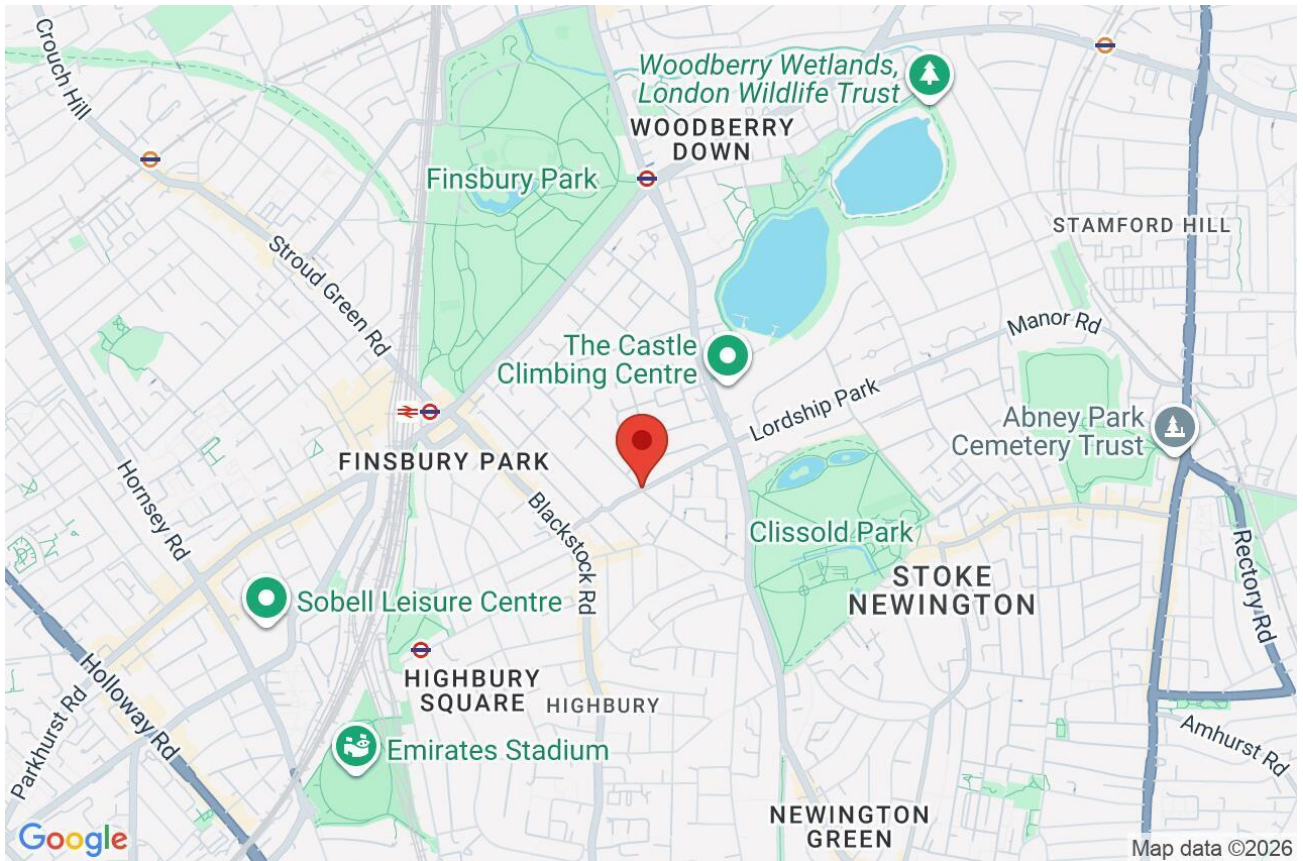 Crouch Hill
Woodberry Wetlands,
London Wildlife Trust
WOODBERRY
DOWN
Finsbury Park
STAMFORD HILL
Stroud Green Rd
Manor Rd
The Castle
Climbing Centre
Lordship Park
Abney Park
Cemetery Trust
FINSBURY PARK
Hornsey Rd
Blackstock Rd
Clissold Park
Rectory Rd
STOKE
NEWINGTON
Sobell Leisure Centre
HIGHBURY
SQUARE
HIGHBURY
Holloway Rd
Parkhurst Rd
Emirates Stadium
Amhurst Rd
NEWINGTON
GREEN
Google
Map data ©2026